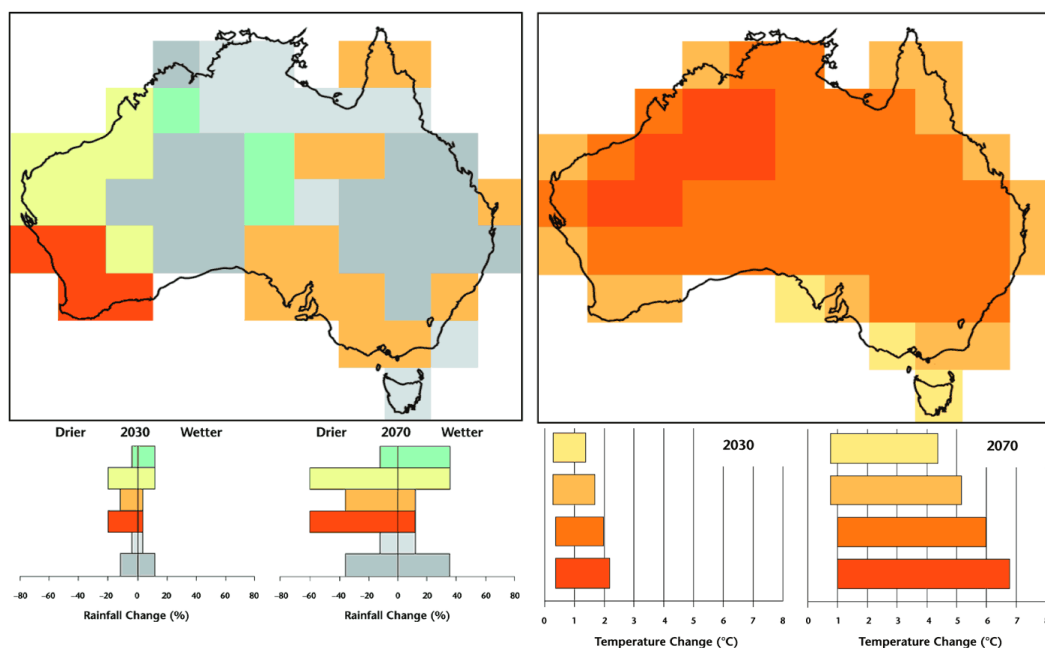 Drier 2030 Wetter
Drier 2070 Wetter
–80 –60 –40 –20 0 20 40 60 80
Rainfall Change (%)
–80 –60 –40 –20 0 20 40 60 80
Rainfall Change (%)
2030
0 1 2 3 4 5 6 7 8
Temperature Change (°C)
2070
0 1 2 3 4 5 6 7 8
Temperature Change (°C)